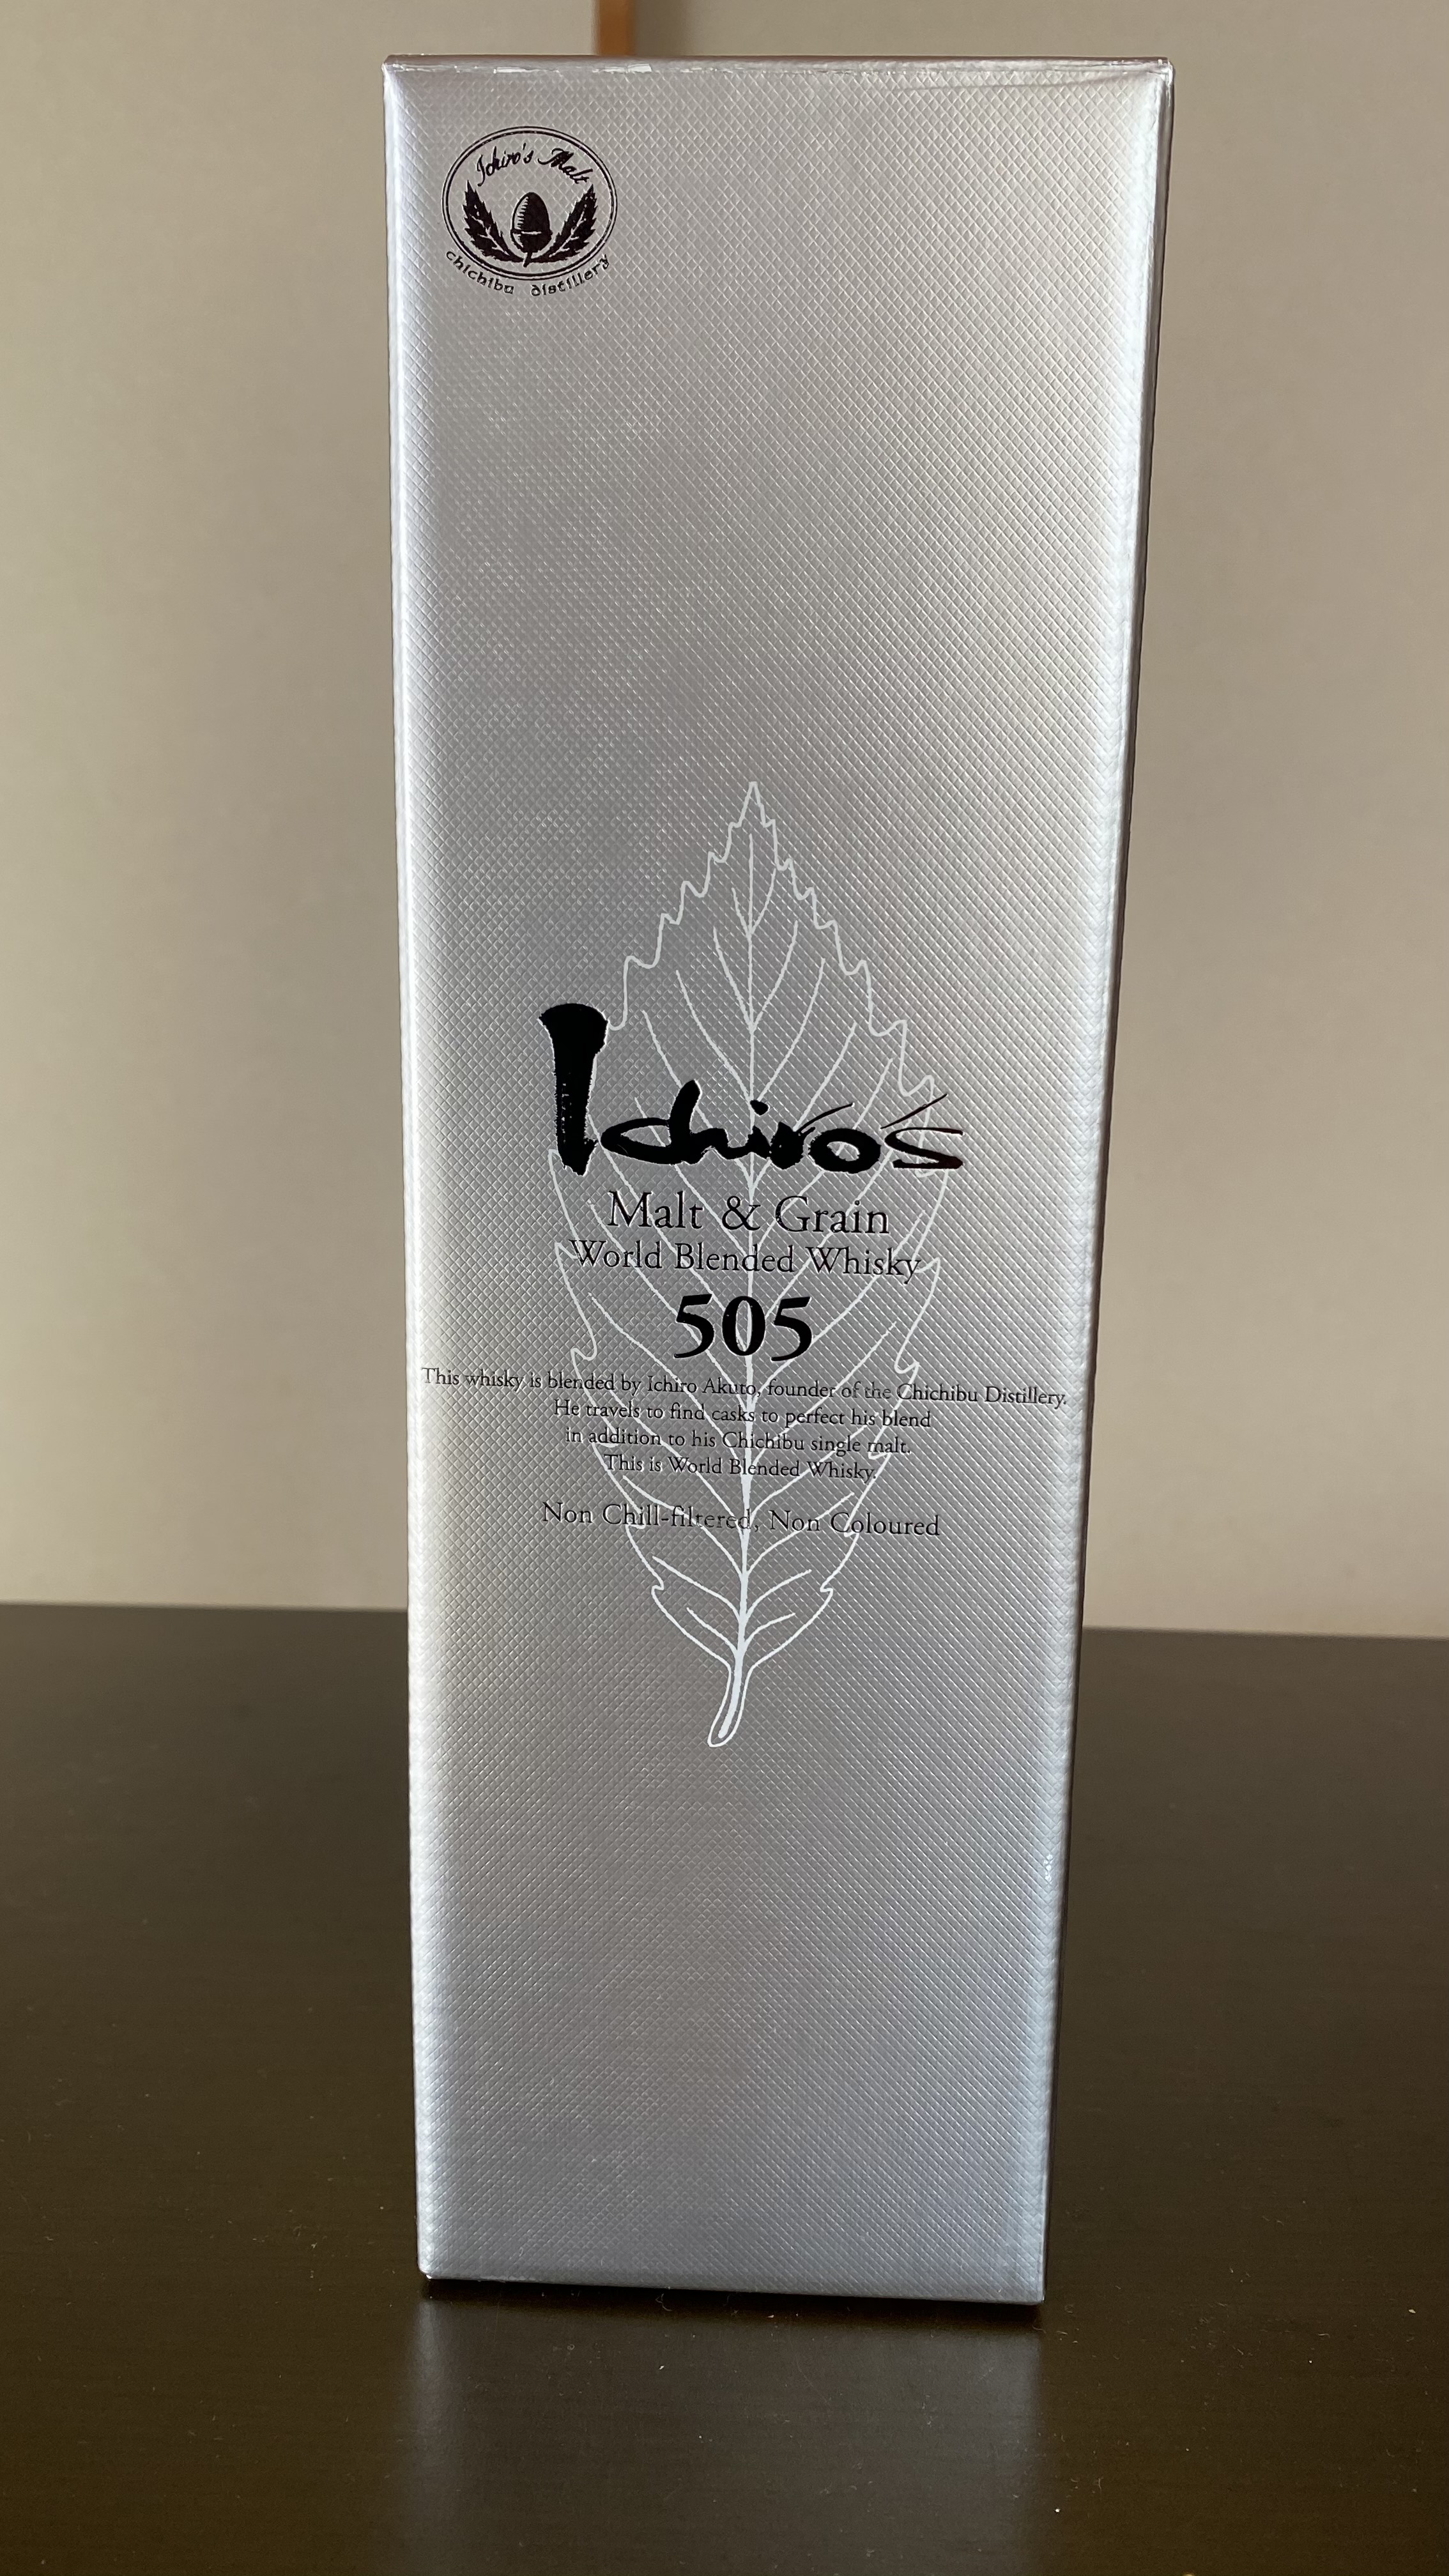 Ichiro's Malt
chichibu distillery
Ichiro's
Malt & Grain
World Blended Whisky
505
This whisky is blended by Ichiro Akuto, founder of the Chichibu Distillery.
He travels to find casks to perfect his blend
in addition to his Chichibu single malt.
This is World Blended Whisky.
Non Chill-filtered, Non Coloured